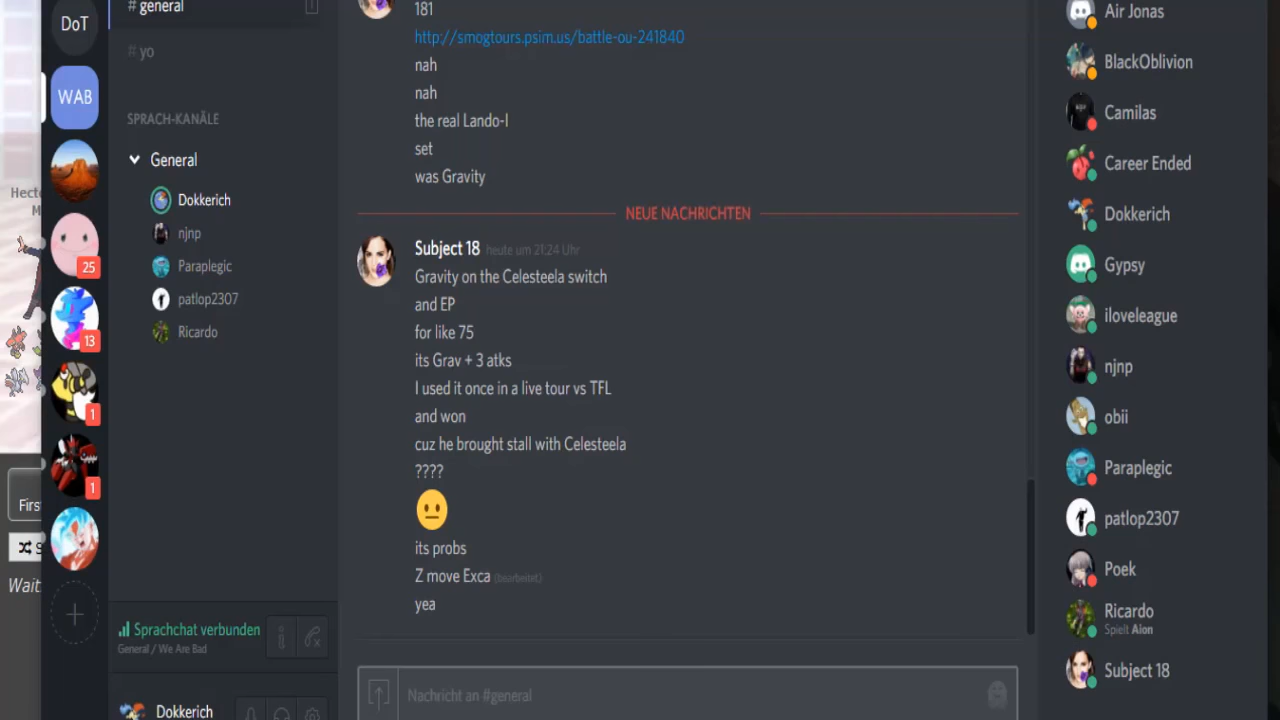 DoT
WAB
25
13
1
1
Hecto
M
First
Wait
# general
# yo
SPRACH-KANÄLE
General
Dokkerich
njnp
Paraplegic
patlop2307
Ricardo
Sprachchat verbunden
General / We Are Bad
Dokkerich
181
http://smogtours.psim.us/battle-ou-241840
nah
nah
the real Lando-I
set
was Gravity
NEUE NACHRICHTEN
Subject 18 heute um 21:24 Uhr
Gravity on the Celesteela switch
and EP
for like 75
its Grav + 3 atks
I used it once in a live tour vs TFL
and won
cuz he brought stall with Celesteela
????
its probs
Z move Exca (bearbeitet)
yea
Nachricht an #general
Air Jonas
BlackOblivion
Camilas
Career Ended
Dokkerich
Gypsy
iloveleague
njnp
obii
Paraplegic
patlop2307
Poek
Ricardo
Spielt Aion
Subject 18